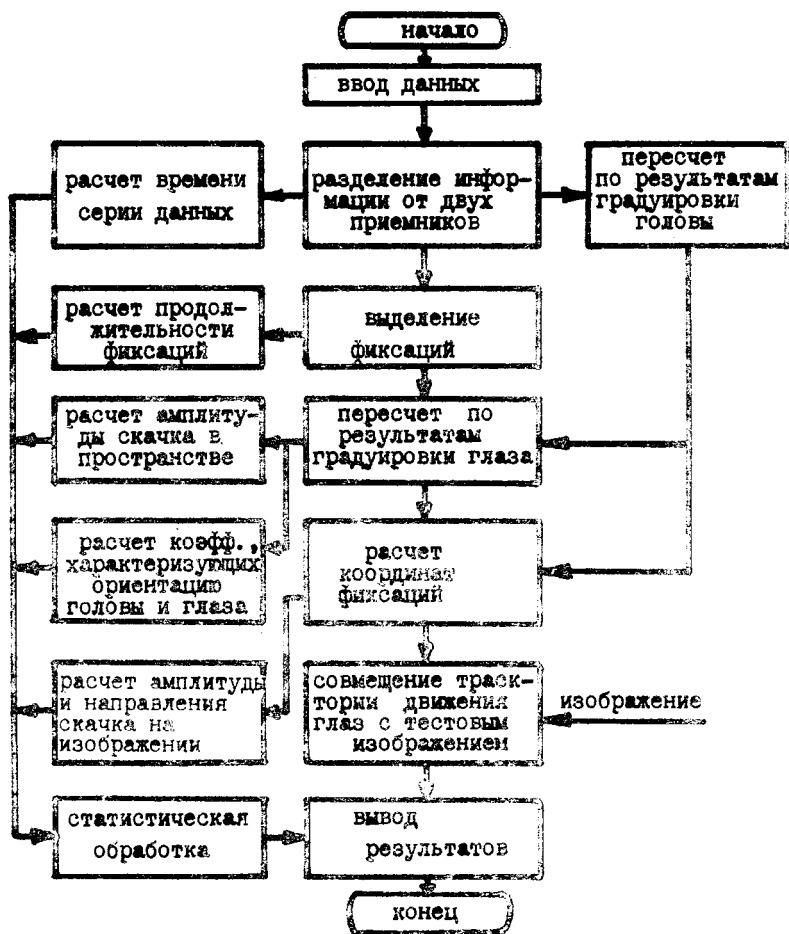 начало
ввод данных
расчет времени
серии данных
разделение инфор-
мации от двух
приемников
пересчет
по результатам
градуировки
головы
расчет продол-
жительности
фиксаций
выделение
фиксаций
расчет амплиту-
ды скачка в
пространстве
пересчет по
результатам
градуировки глаза
расчет коэфф.,
характеризующих
ориентацию
головы и глаза
расчет
координат
фиксаций
расчет амплитуды
и направления
скачка на
изображении
совмещение траек-
тории движения
глаз с тестовым
изображением
изображение
статистическая
обработка
вывод
результатов
конец